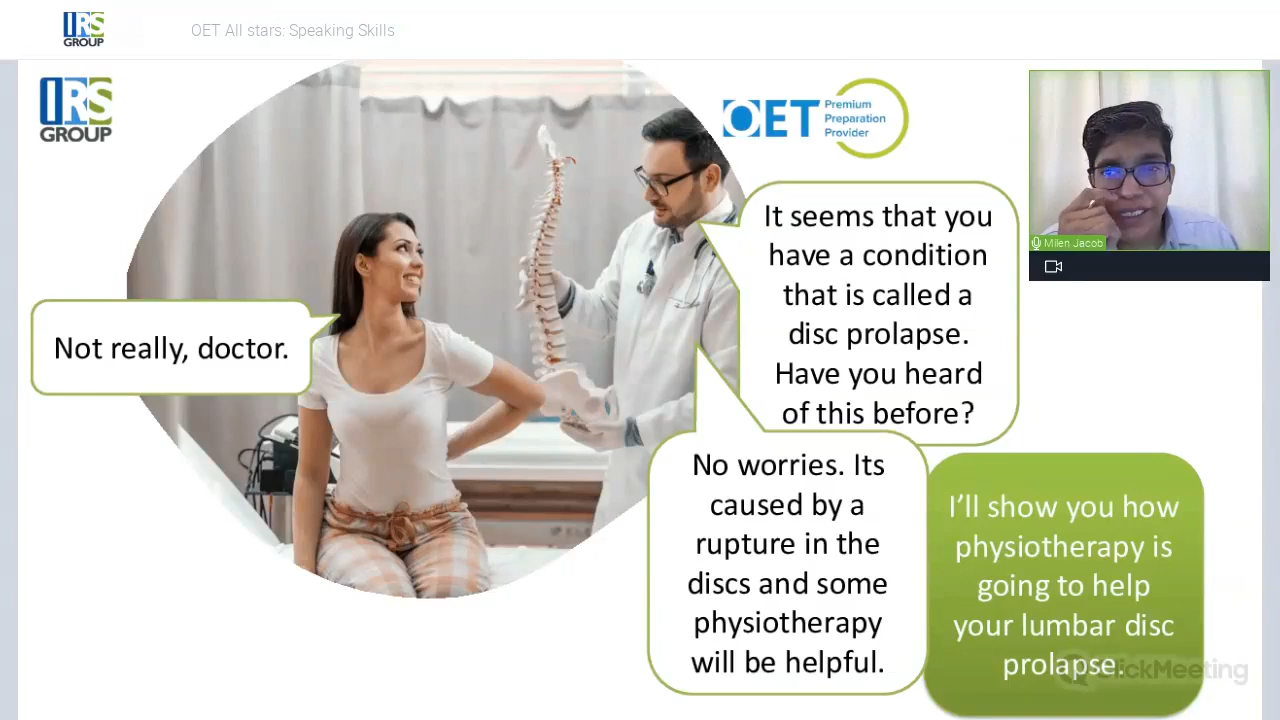 IRS
GROUP
OET All stars: Speaking Skills
IRS
GROUP
OET
Premium
Preparation
Provider
Milen Jacob
It seems that you
have a condition
that is called a
disc prolapse.
Have you heard
of this before?
Not really, doctor.
No worries. Its
caused by a
rupture in the
discs and some
physiotherapy
will be helpful.
I’ll show you how
physiotherapy is
going to help
your lumbar disc
prolapse.
ClickMeeting